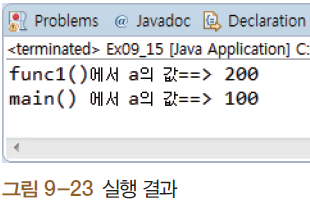 Problems @ Javadoc Declaration
<terminated> Ex09_15 [Java Application] C:
func1()에서 a의 값==> 200
main() 에서 a의 값==> 100
그림 9-23 실행 결과